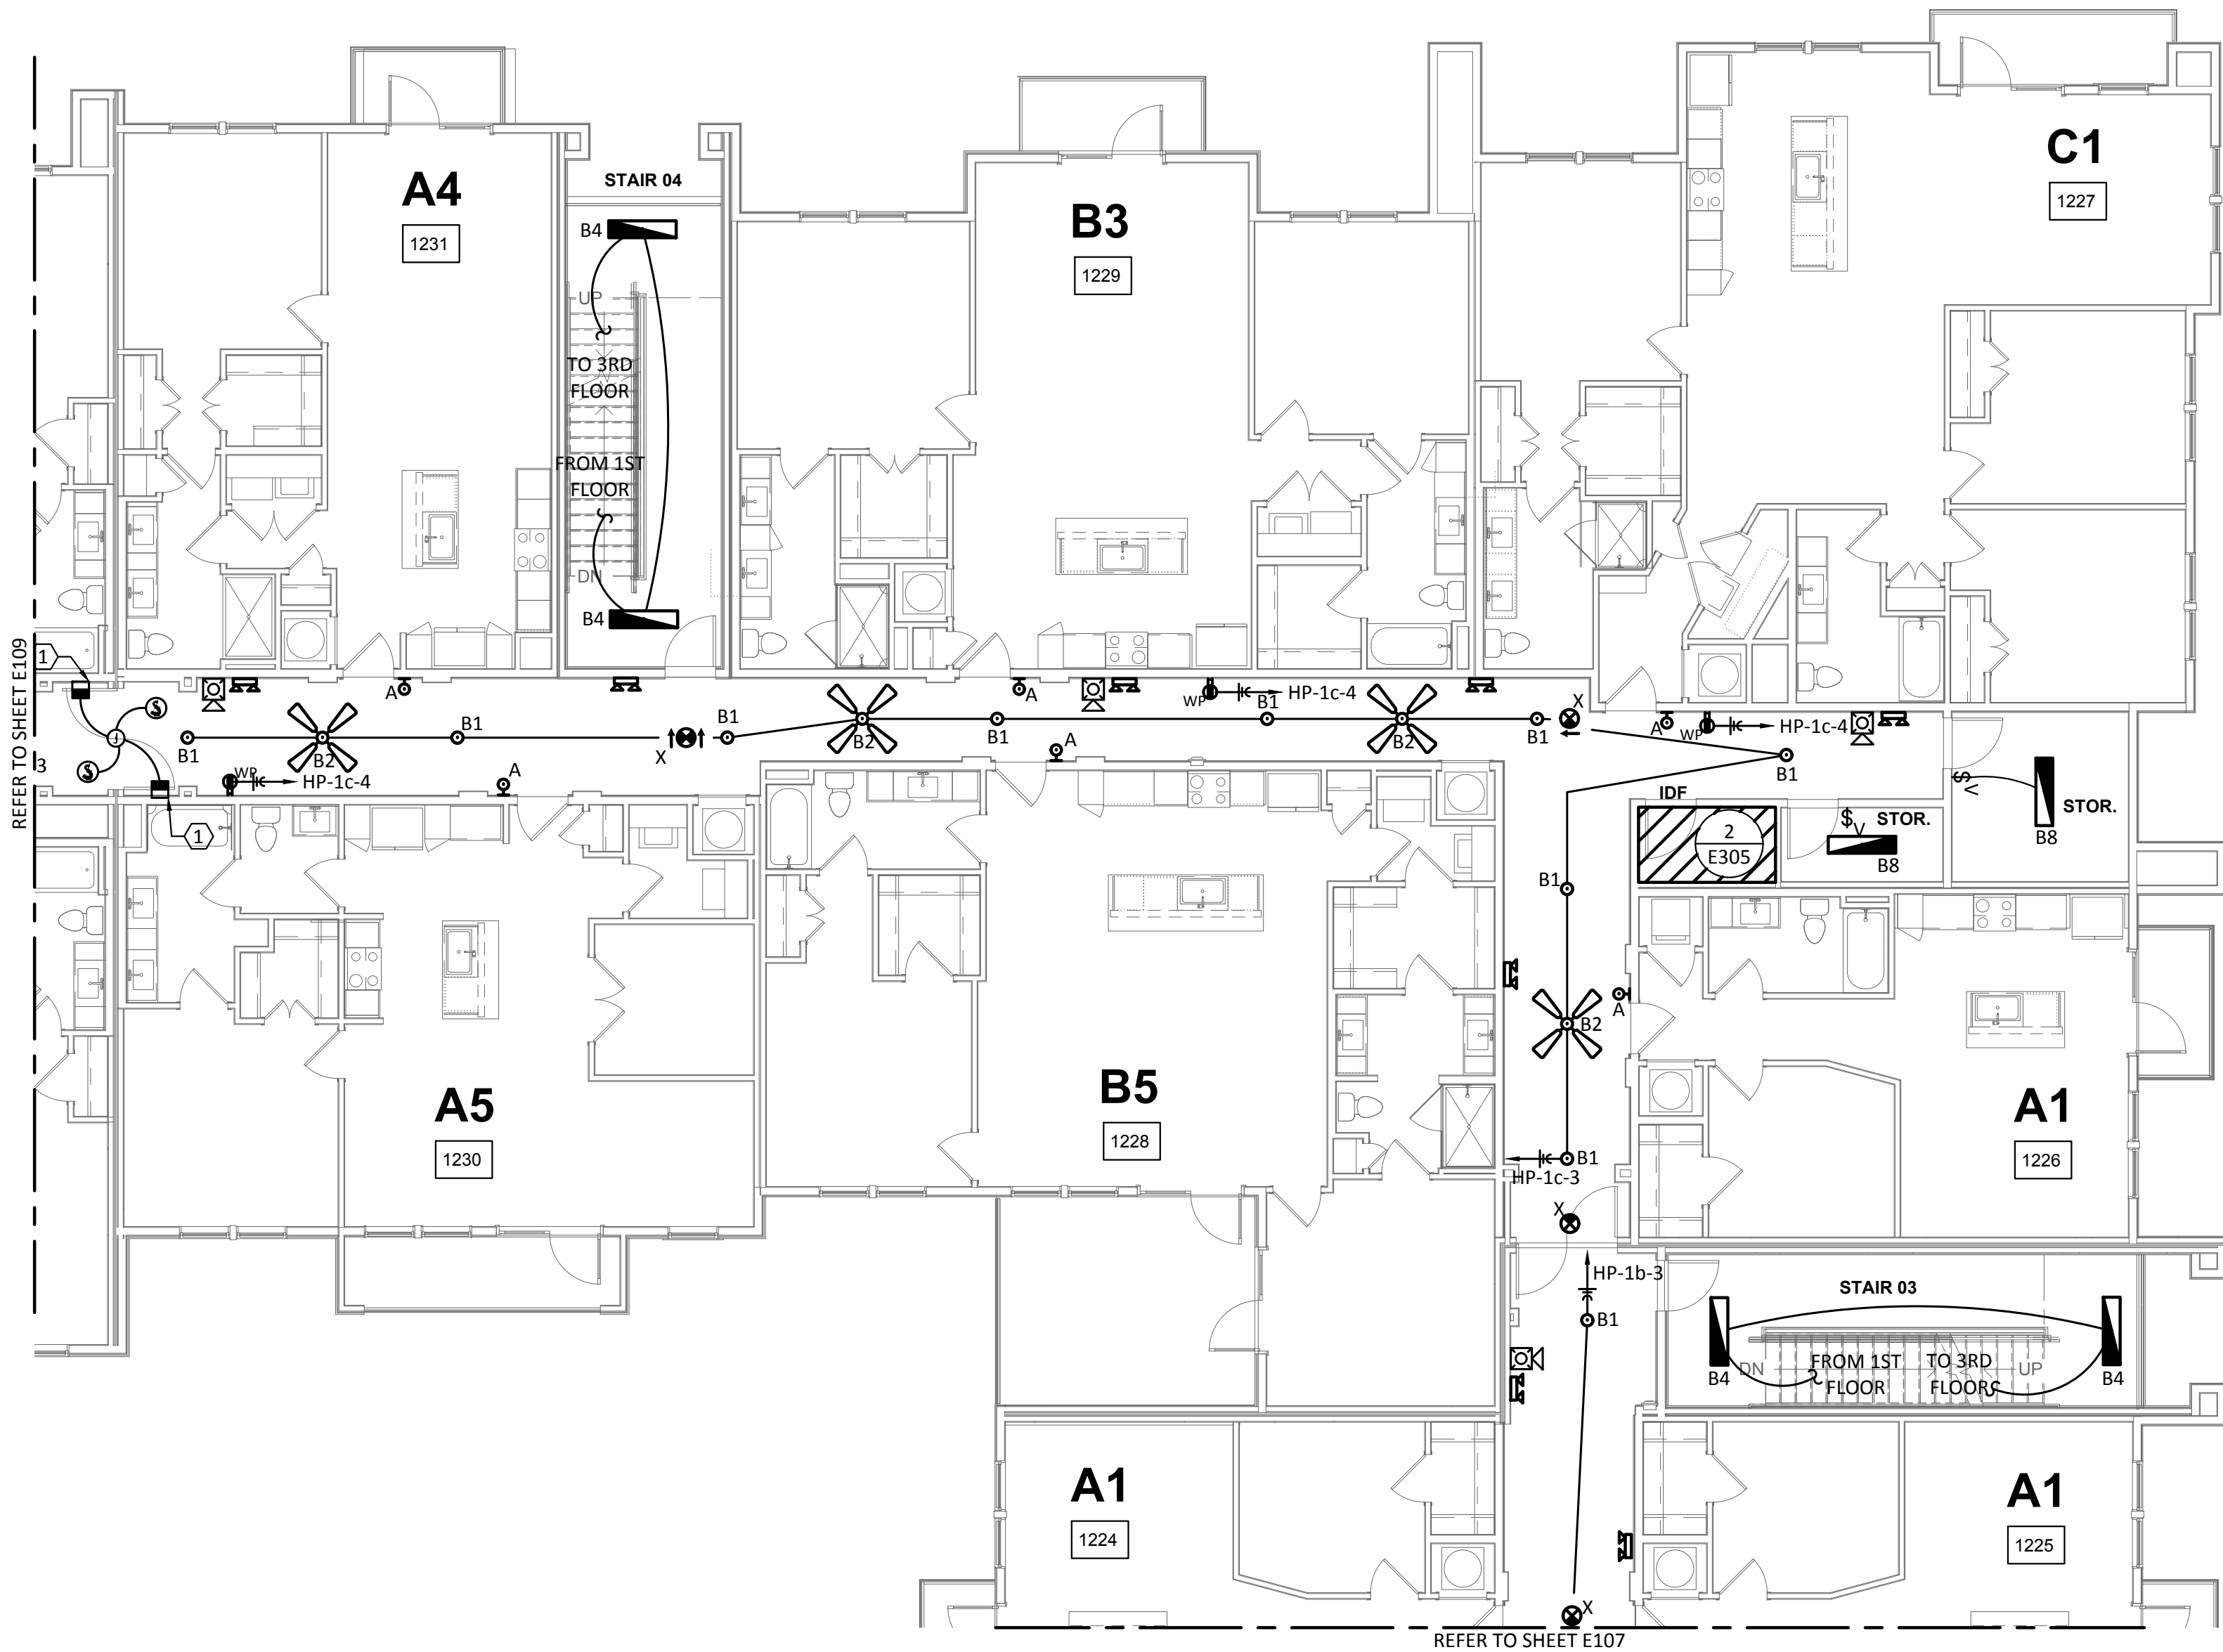 C1
1227
A4
1231
STAIR 04
B3
1229
B4
UP
TO 3RD
FLOOR
FROM 1ST
FLOOR
DN
B4
REFER TO SHEET E109
1
A
A
WP
HP-1c-4
B1
X
A
WP
HP-1c-4
B1
B1
B1
B2
B1
B2
B1
X
B2
A
B1
J
$
$
3
WP
HP-1c-4
A
1
$V
STOR.
B8
IDF
2
E305
$V
STOR.
B8
B1
A
B2
A5
1230
B5
1228
A1
1226
B1
HP-1c-3
X
HP-1b-3
B1
STAIR 03
B4
DN
FROM 1ST
FLOOR
TO 3RD
FLOOR
UP
B4
A1
1224
A1
1225
X
REFER TO SHEET E107